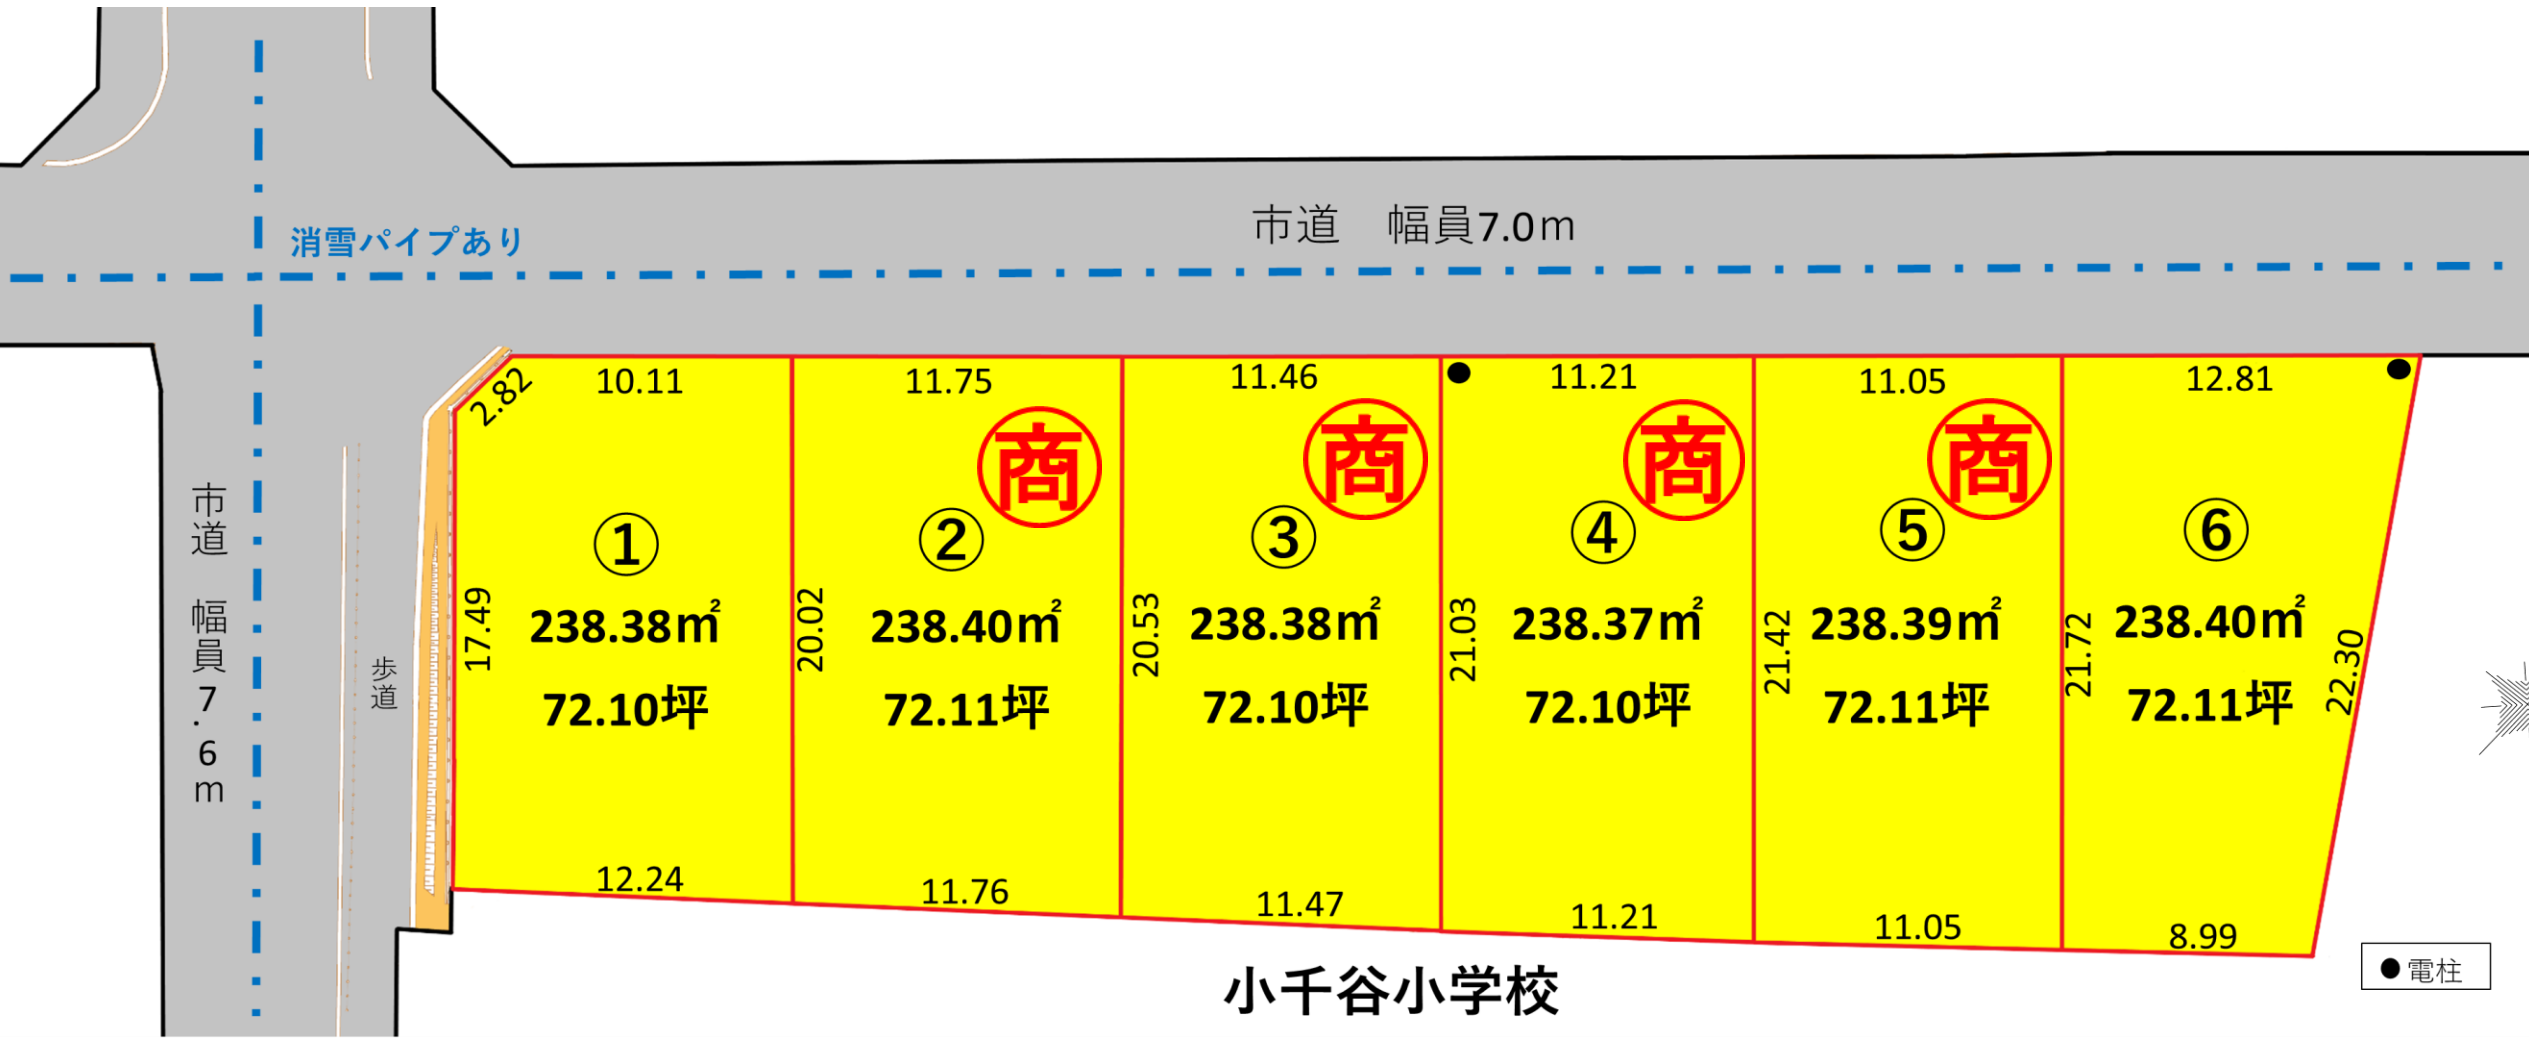 消雪パイプあり
市道　幅員7.0m
市道　幅員7.6m
歩道
2.82
10.11
11.75
11.46
11.21
11.05
12.81
商
商
商
商
①
②
③
④
⑤
⑥
17.49
20.02
20.53
21.03
21.42
21.72
22.30
238.38㎡
72.10坪
238.40㎡
72.11坪
238.38㎡
72.10坪
238.37㎡
72.10坪
238.39㎡
72.11坪
238.40㎡
72.11坪
12.24
11.76
11.47
11.21
11.05
8.99
小千谷小学校
●電柱